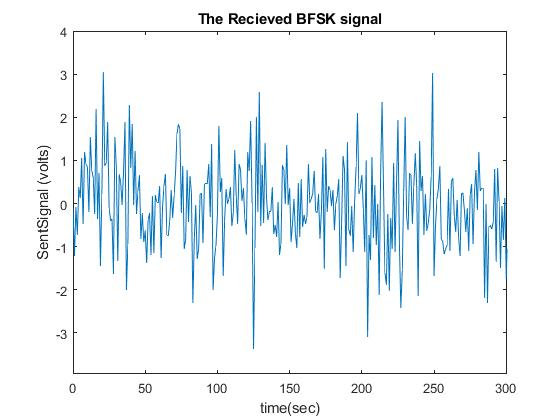 The Recieved BFSK signal
4
3
2
1
0
-1
-2
-3
SentSignal (volts)
0 50 100 150 200 250 300
time(sec)